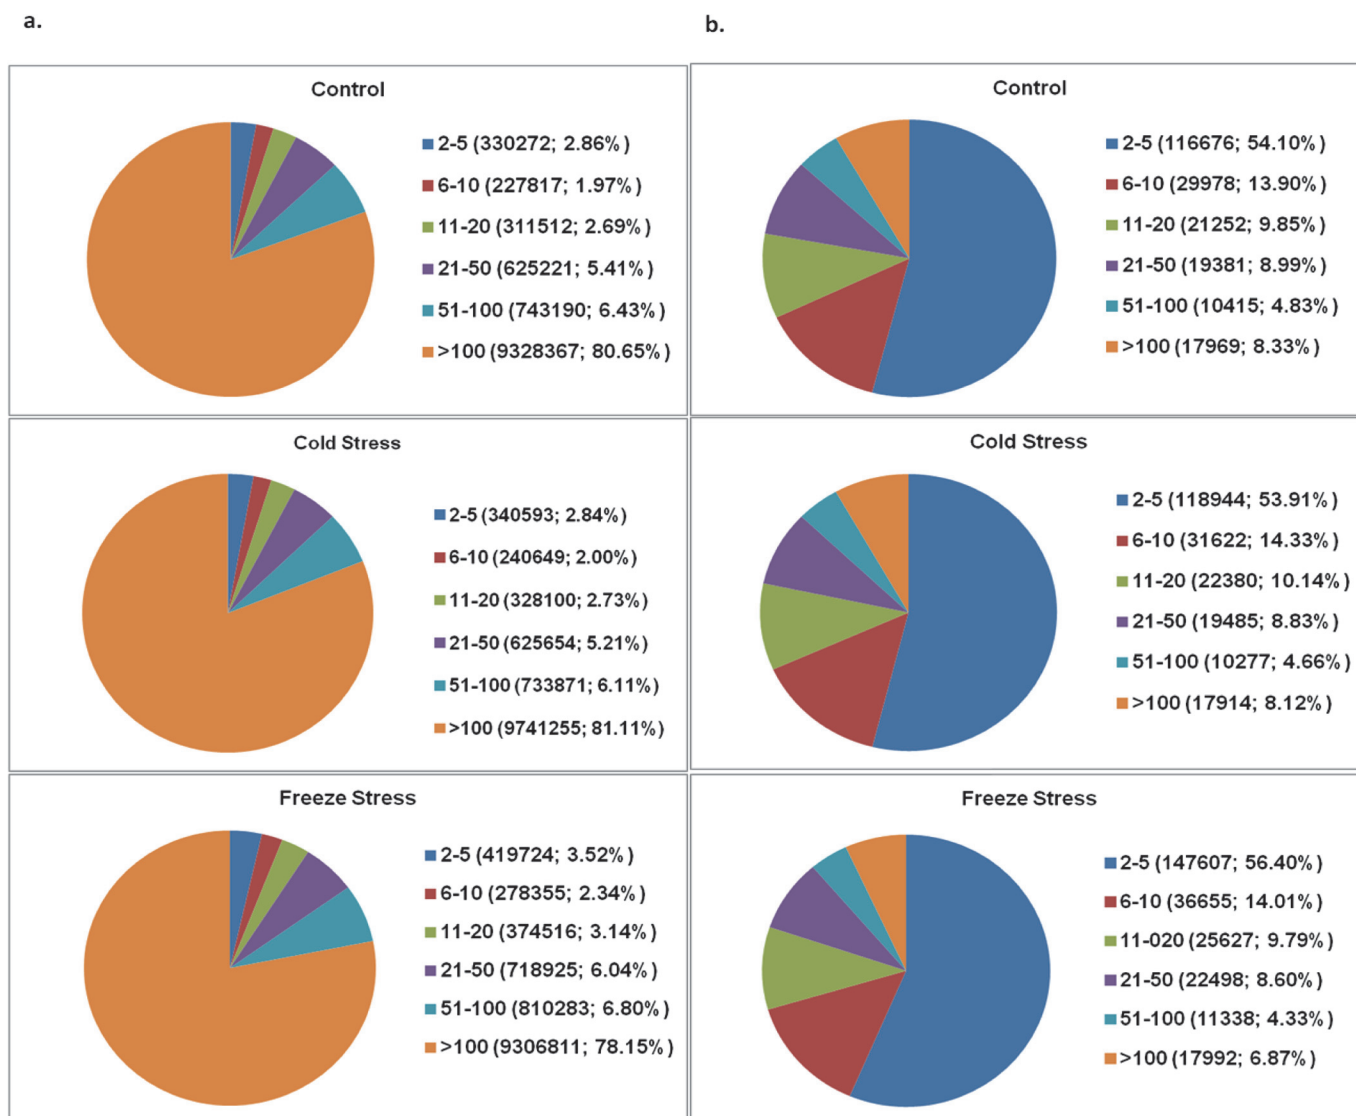 a.
Control
2-5 (330272; 2.86%)
6-10 (227817; 1.97%)
11-20 (311512; 2.69%)
21-50 (625221; 5.41%)
51-100 (743190; 6.43%)
>100 (9328367; 80.65%)
Cold Stress
2-5 (340593; 2.84%)
6-10 (240649; 2.00%)
11-20 (328100; 2.73%)
21-50 (625654; 5.21%)
51-100 (733871; 6.11%)
>100 (9741255; 81.11%)
Freeze Stress
2-5 (419724; 3.52%)
6-10 (278355; 2.34%)
11-20 (374516; 3.14%)
21-50 (718925; 6.04%)
51-100 (810283; 6.80%)
>100 (9306811; 78.15%)
b.
Control
2-5 (116676; 54.10%)
6-10 (29978; 13.90%)
11-20 (21252; 9.85%)
21-50 (19381; 8.99%)
51-100 (10415; 4.83%)
>100 (17969; 8.33%)
Cold Stress
2-5 (118944; 53.91%)
6-10 (31622; 14.33%)
11-20 (22380; 10.14%)
21-50 (19485; 8.83%)
51-100 (10277; 4.66%)
>100 (17914; 8.12%)
Freeze Stress
2-5 (147607; 56.40%)
6-10 (36655; 14.01%)
11-020 (25627; 9.79%)
21-50 (22498; 8.60%)
51-100 (11338; 4.33%)
>100 (17992; 6.87%)